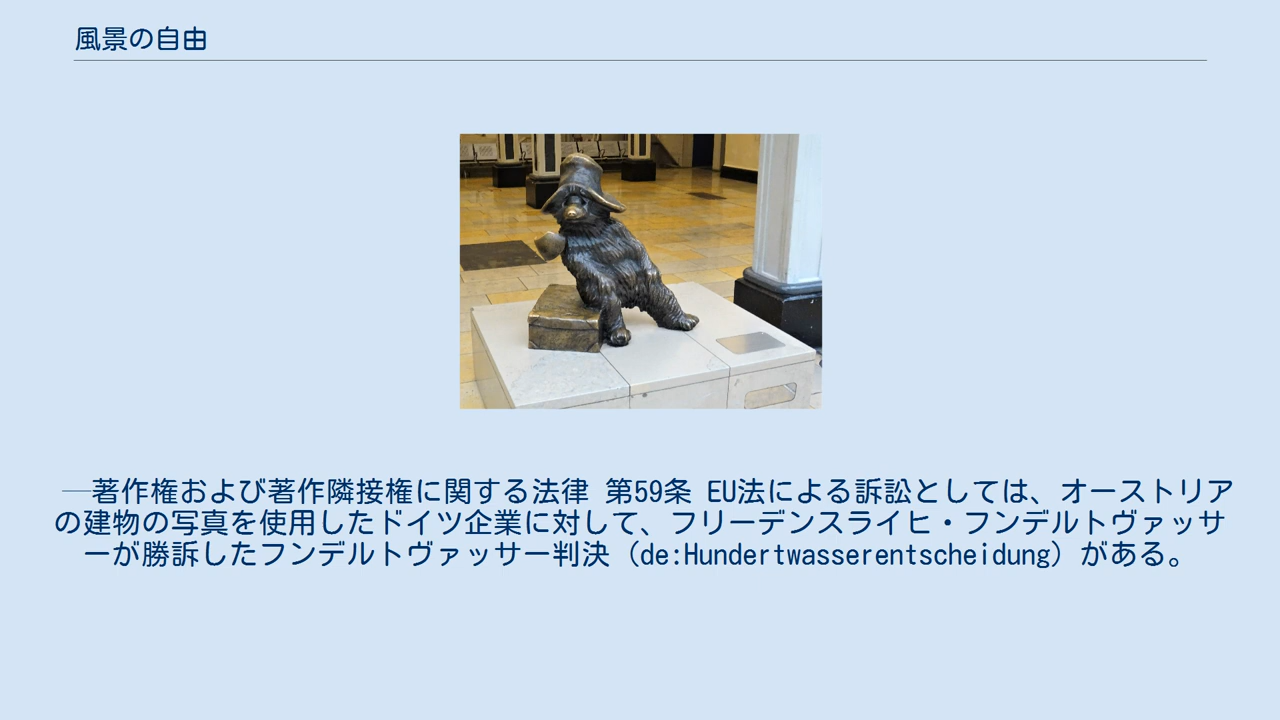 風景の自由
―著作権および著作隣接権に関する法律 第59条 EU法による訴訟としては、オーストリア
の建物の写真を使用したドイツ企業に対して、フリーデンスライヒ・フンデルトヴァッサ
ーが勝訴したフンデルトヴァッサー判決（de:Hundertwasserentscheidung）がある。